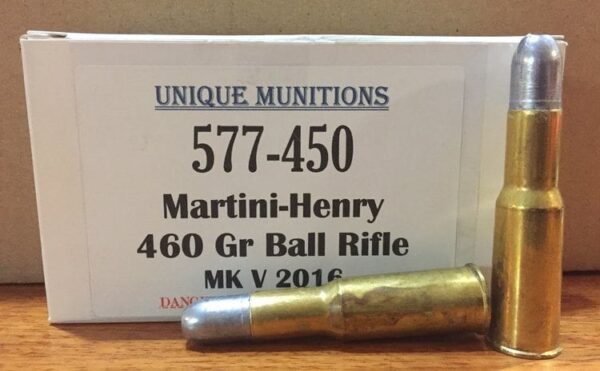 UNIQUE MUNITIONS
577-450
Martini-Henry
460 Gr Ball Rifle
MK V 2016